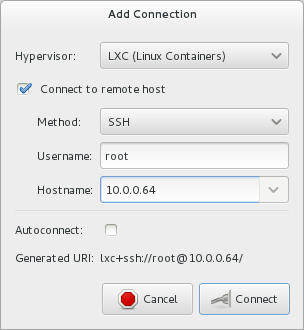 Add Connection
Hypervisor: LXC (Linux Containers)
Connect to remote host
Method: SSH
Username: root
Hostname: 10.0.0.64
Autoconnect:
Generated URI: lxc+ssh://root@10.0.0.64/
Cancel Connect